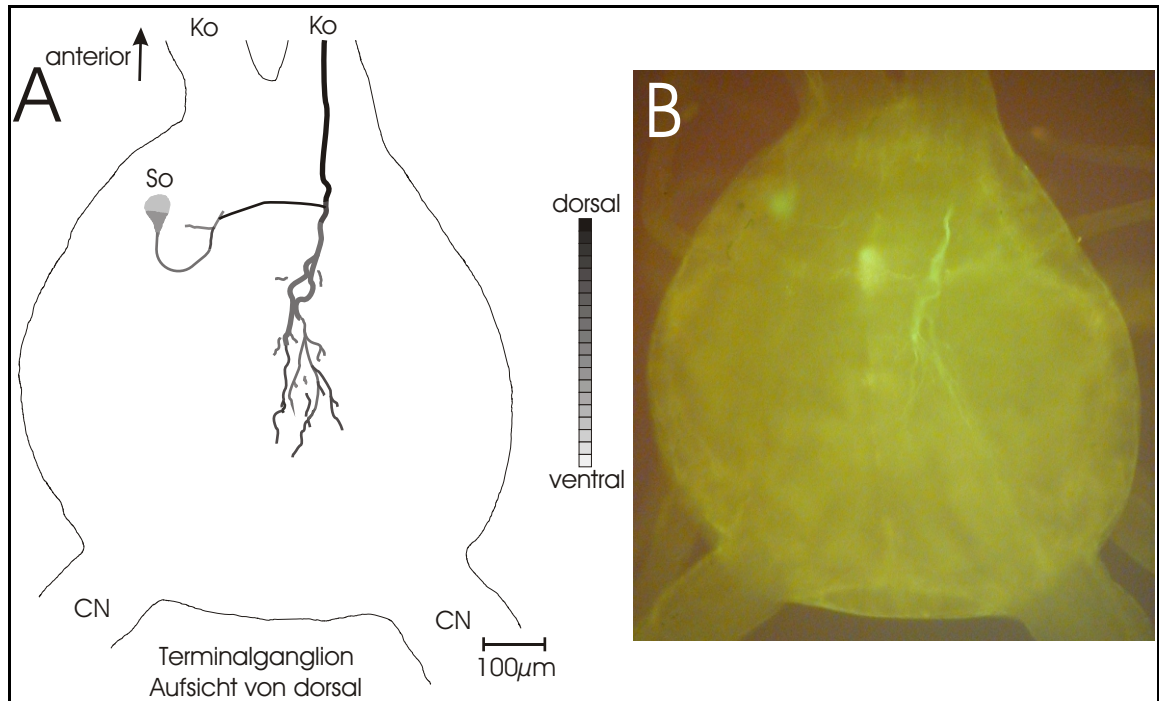 A
anterior
Ko
Ko
So
CN
CN
100µm
Terminalganglion
Aufsicht von dorsal
dorsal
ventral
B